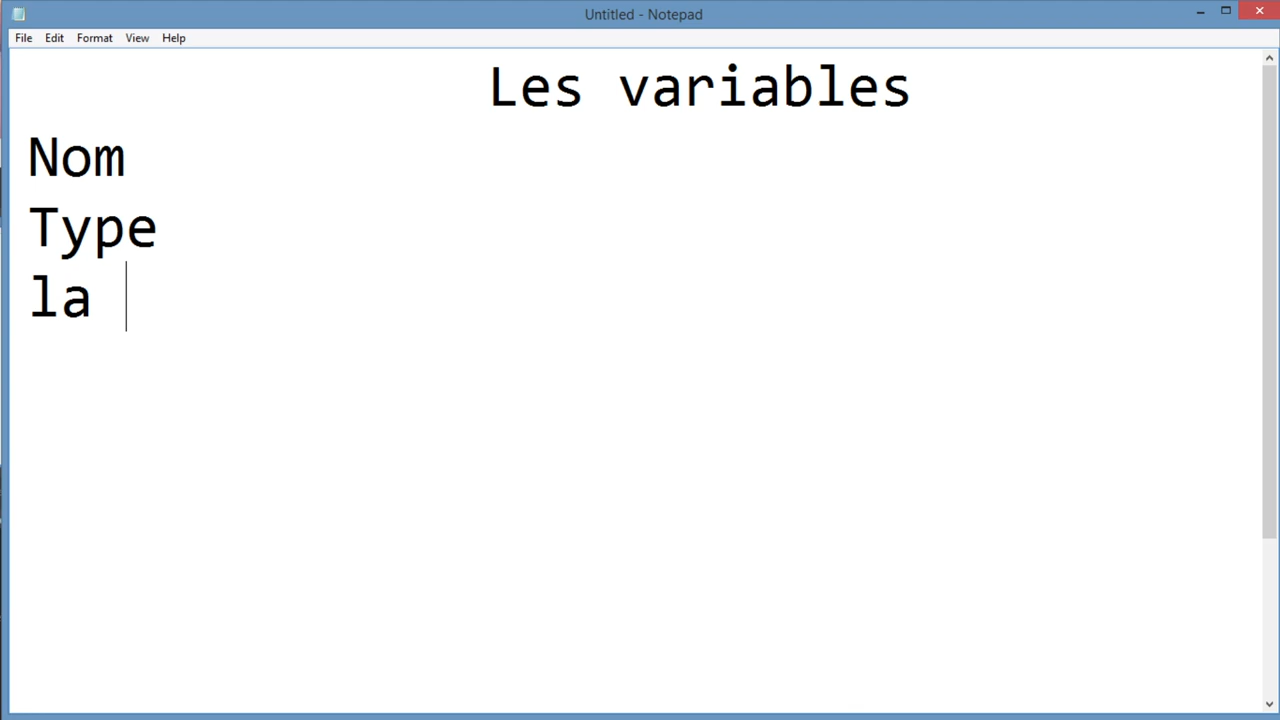 Untitled - Notepad
File Edit Format View Help
Les variables
Nom
Type
la